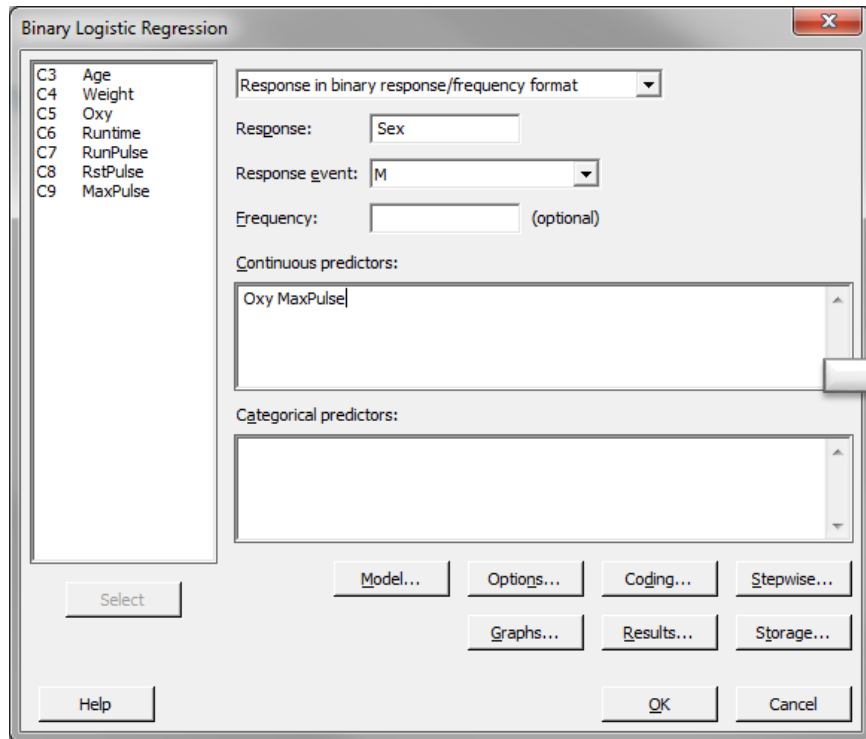 Binary Logistic Regression
C3 Age
C4 Weight
C5 Oxy
C6 Runtime
C7 RunPulse
C8 RstPulse
C9 MaxPulse
Response in binary response/frequency format
Response: Sex
Response event: M
Frequency: (optional)
Continuous predictors:
Oxy MaxPulse
Categorical predictors:
Model... Options... Coding... Stepwise...
Select
Graphs... Results... Storage...
Help OK Cancel